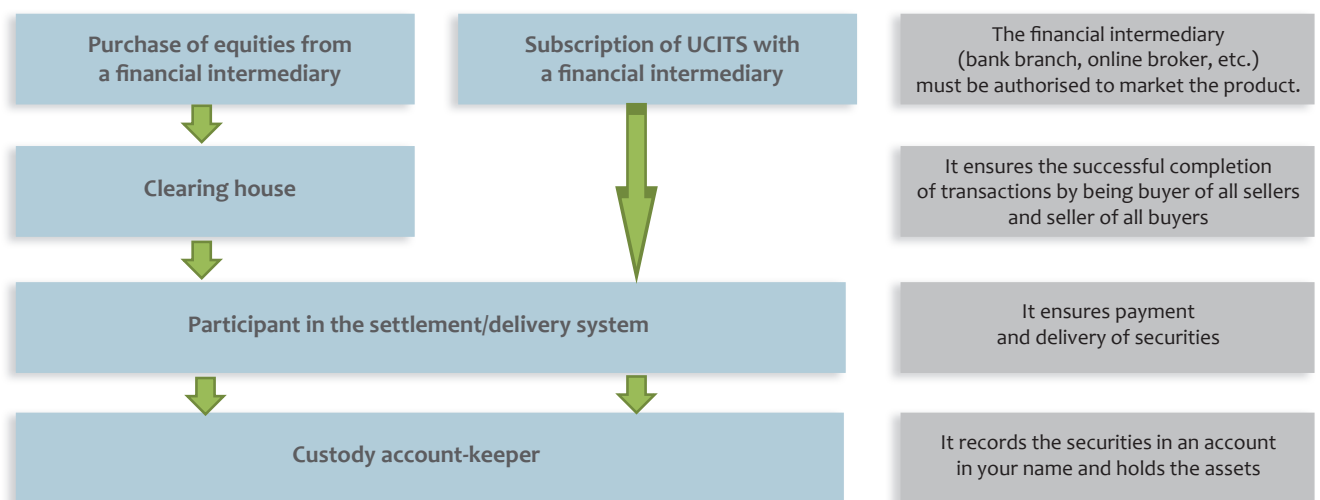 Purchase of equities from
a financial intermediary
Subscription of UCITS with
a financial intermediary
The financial intermediary
(bank branch, online broker, etc.)
must be authorised to market the product.
Clearing house
It ensures the successful completion
of transactions by being buyer of all sellers
and seller of all buyers
Participant in the settlement/delivery system
It ensures payment
and delivery of securities
Custody account-keeper
It records the securities in an account
in your name and holds the assets